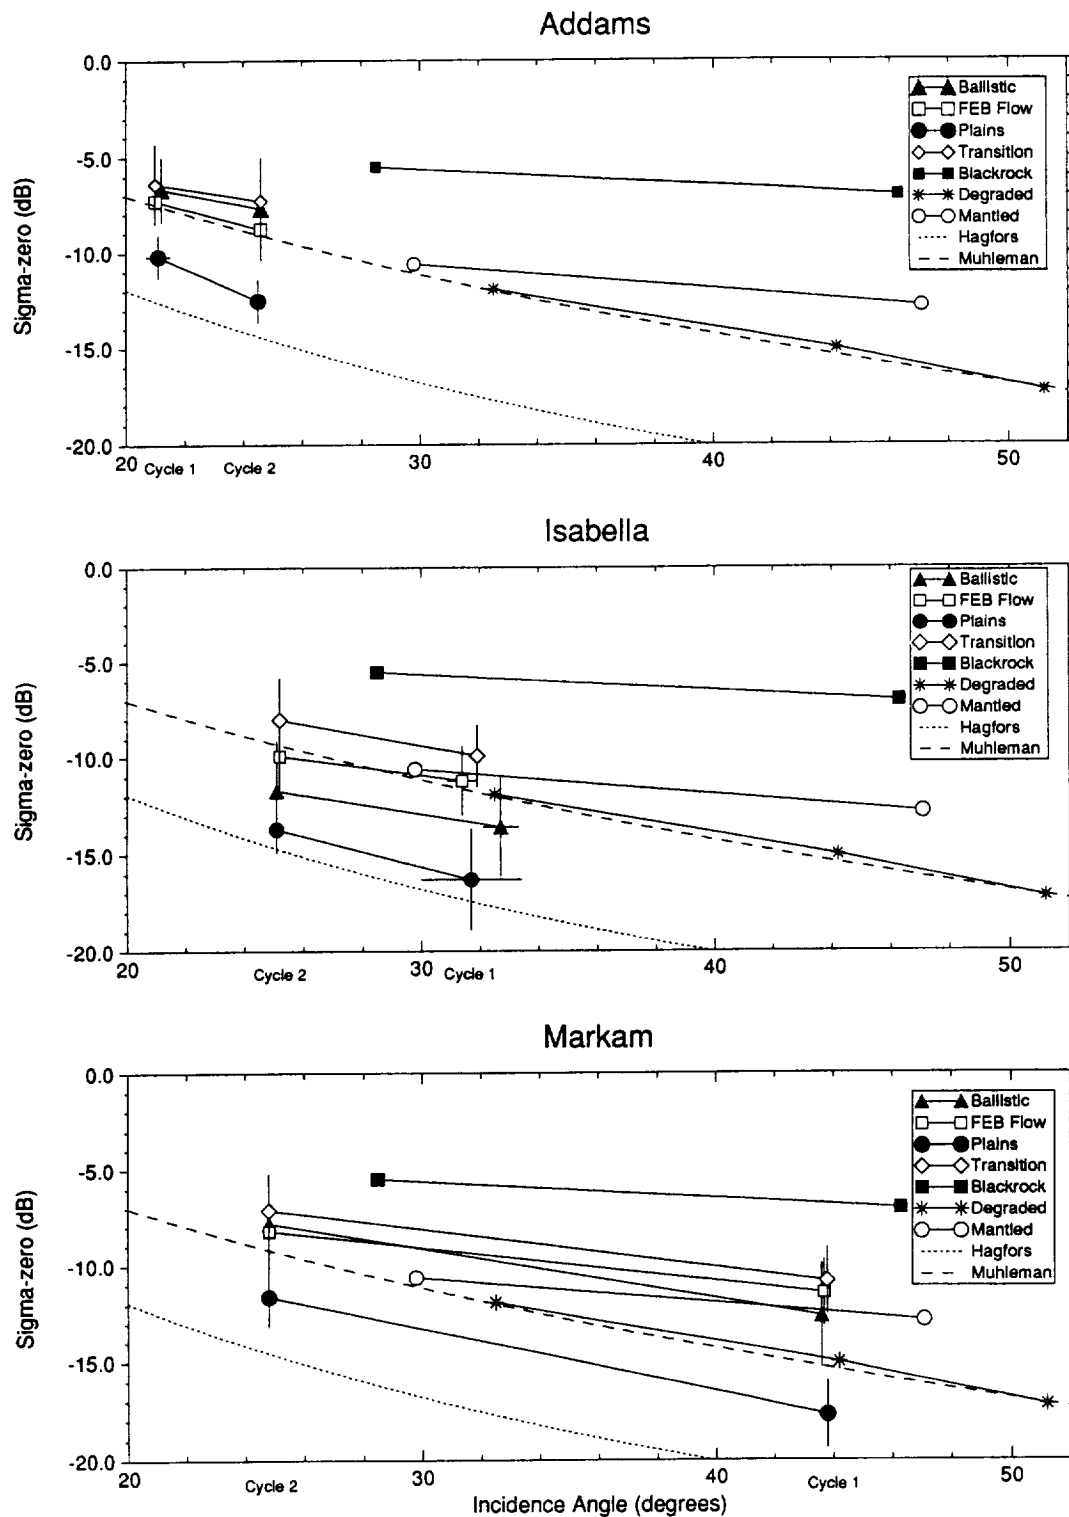 Addams
0.0
-5.0
-10.0
-15.0
-20.0
Sigma-zero (dB)
Ballistic
FEB Flow
Plains
Transition
Blackrock
Degraded
Mantled
Hagfors
Muhleman
20
30
40
50
Cycle 1
Cycle 2
Isabella
0.0
-5.0
-10.0
-15.0
-20.0
Sigma-zero (dB)
Ballistic
FEB Flow
Plains
Transition
Blackrock
Degraded
Mantled
Hagfors
Muhleman
20
30
40
50
Cycle 2
Cycle 1
Markam
0.0
-5.0
-10.0
-15.0
-20.0
Sigma-zero (dB)
Ballistic
FEB Flow
Plains
Transition
Blackrock
Degraded
Mantled
Hagfors
Muhleman
20
30
40
50
Cycle 2
Cycle 1
Incidence Angle (degrees)